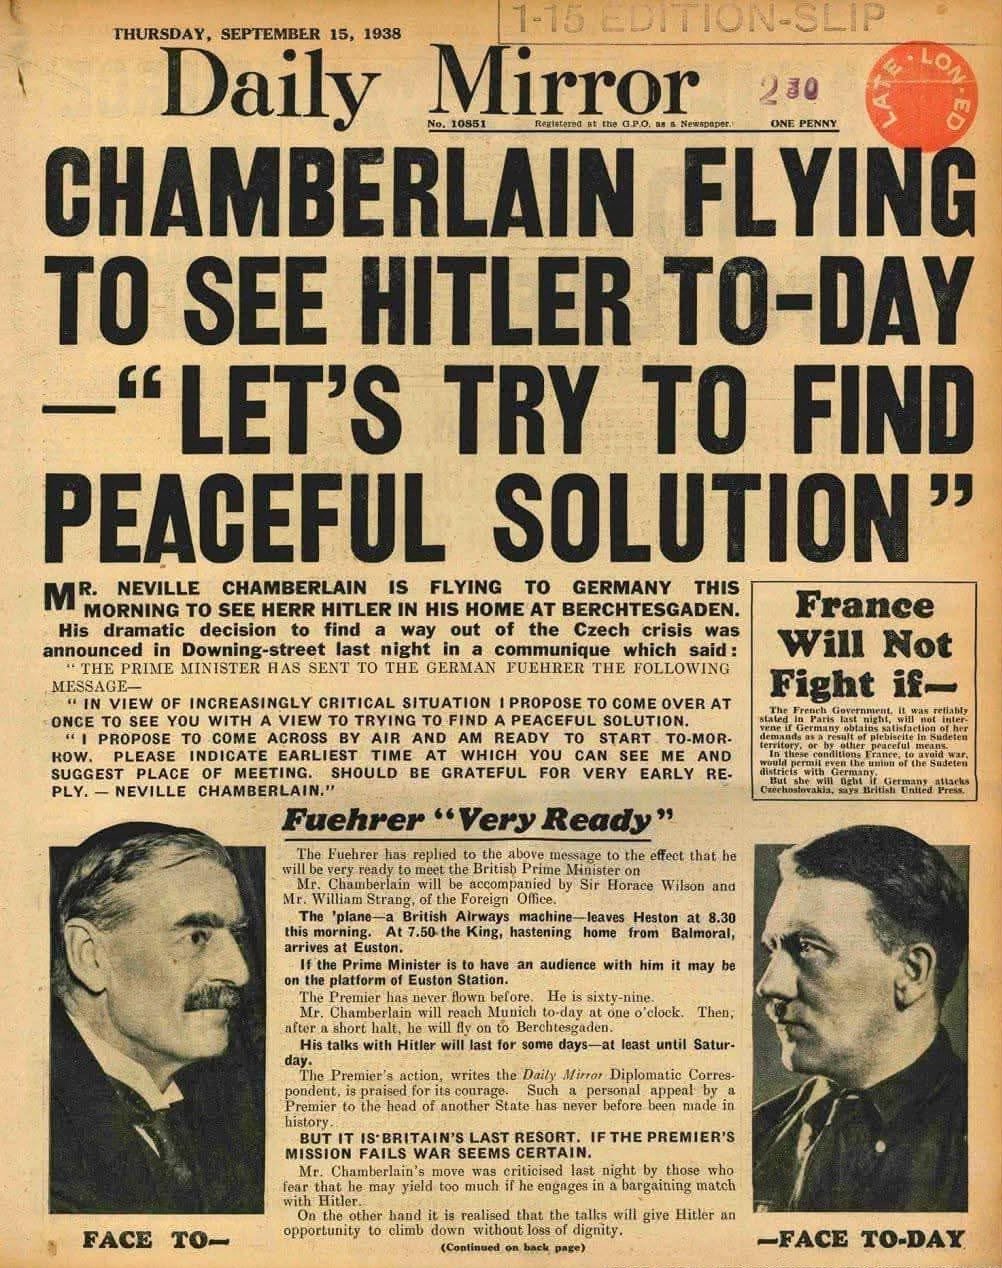 1-15 EDITION-SLIP
THURSDAY, SEPTEMBER 15, 1938
Daily Mirror
230
LATE · LON · ED
No. 10851 Registered at the G.P.O. as a Newspaper. ONE PENNY
CHAMBERLAIN FLYING
TO SEE HITLER TO-DAY
—“LET'S TRY TO FIND
PEACEFUL SOLUTION”
MR. NEVILLE CHAMBERLAIN IS FLYING TO GERMANY THIS
MORNING TO SEE HERR HITLER IN HIS HOME AT BERCHTESGADEN.
His dramatic decision to find a way out of the Czech crisis was
announced in Downing-street last night in a communique which said:
“ THE PRIME MINISTER HAS SENT TO THE GERMAN FUEHRER THE FOLLOWING
MESSAGE—
“ IN VIEW OF INCREASINGLY CRITICAL SITUATION I PROPOSE TO COME OVER AT
ONCE TO SEE YOU WITH A VIEW TO TRYING TO FIND A PEACEFUL SOLUTION.
“ I PROPOSE TO COME ACROSS BY AIR AND AM READY TO START TO-MOR-
ROW. PLEASE INDICATE EARLIEST TIME AT WHICH YOU CAN SEE ME AND
SUGGEST PLACE OF MEETING. SHOULD BE GRATEFUL FOR VERY EARLY RE-
PLY. — NEVILLE CHAMBERLAIN.”
France
Will Not
Fight if—
The French Government, it was reliably
stated in Paris last night, will not inter-
vene if Germany obtains satisfaction of her
demands as a result of plebiscite in Sudeten
territory, or by other peaceful means.
In these conditions France, to avoid war,
would permit even the union of the Sudeten
districts with Germany.
But she will fight if Germany attacks
Czechoslovakia, says British United Press.
Fuehrer “Very Ready”
The Fuehrer has replied to the above message to the effect that he
will be very ready to meet the British Prime Minister on
Mr. Chamberlain will be accompanied by Sir Horace Wilson and
Mr. William Strang, of the Foreign Office.
The 'plane—a British Airways machine—leaves Heston at 8.30
this morning. At 7.50 the King, hastening home from Balmoral,
arrives at Euston.
If the Prime Minister is to have an audience with him it may be
on the platform of Euston Station.
The Premier has never flown before. He is sixty-nine.
Mr. Chamberlain will reach Munich to-day at one o'clock. Then,
after a short halt, he will fly on to Berchtesgaden.
His talks with Hitler will last for some days—at least until Satur-
day.
The Premier's action, writes the Daily Mirror Diplomatic Corres-
pondent, is praised for its courage. Such a personal appeal by a
Premier to the head of another State has never before been made in
history.
BUT IT IS BRITAIN'S LAST RESORT. IF THE PREMIER'S
MISSION FAILS WAR SEEMS CERTAIN.
Mr. Chamberlain's move was criticised last night by those who
fear that he may yield too much if he engages in a bargaining match
with Hitler.
On the other hand it is realised that the talks will give Hitler an
opportunity to climb down without loss of dignity.
(Continued on back page)
FACE TO—
—FACE TO-DAY